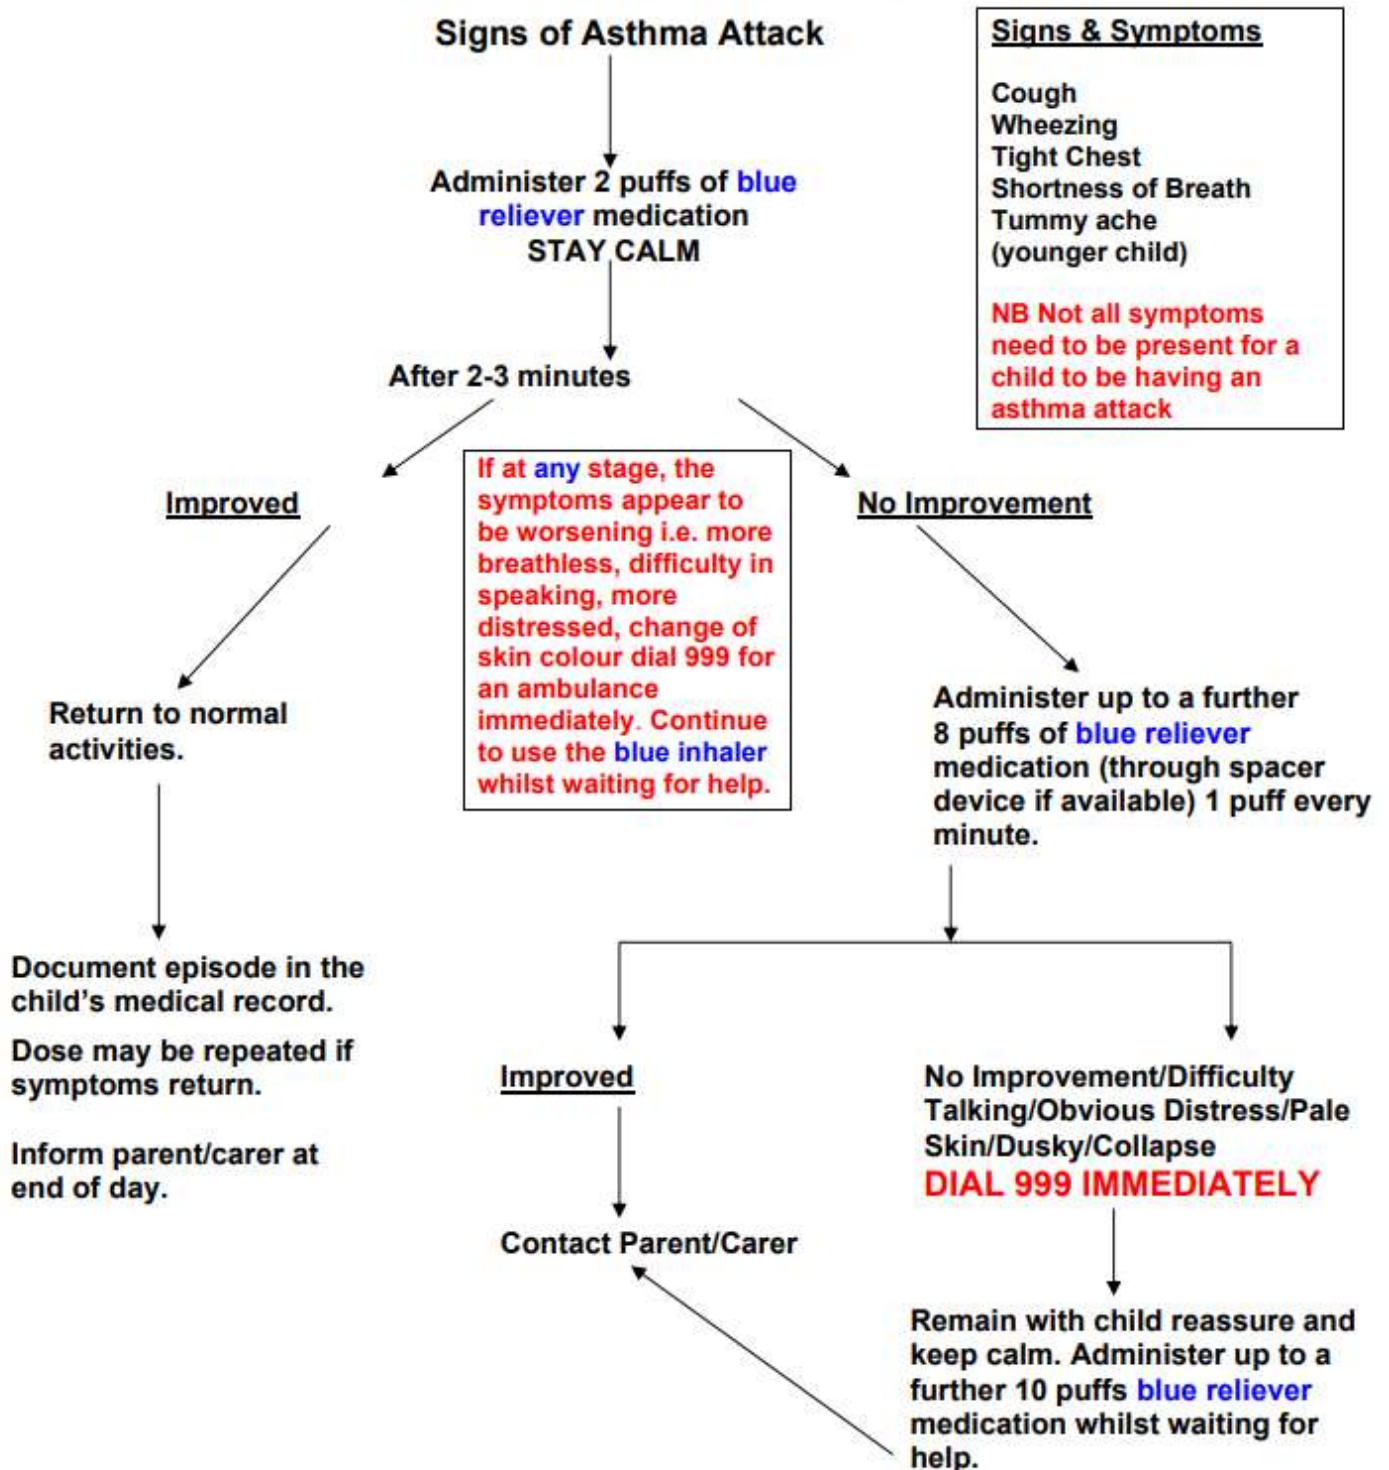 Signs of Asthma Attack
Signs & Symptoms
Cough
Wheezing
Tight Chest
Shortness of Breath
Tummy ache
(younger child)
NB Not all symptoms
need to be present for a
child to be having an
asthma attack
Administer 2 puffs of blue
reliever medication
STAY CALM
After 2-3 minutes
Improved
If at any stage, the
symptoms appear to
be worsening i.e. more
breathless, difficulty in
speaking, more
distressed, change of
skin colour dial 999 for
an ambulance
immediately. Continue
to use the blue inhaler
whilst waiting for help.
No Improvement
Return to normal
activities.
Administer up to a further
8 puffs of blue reliever
medication (through spacer
device if available) 1 puff every
minute.
Document episode in the
child's medical record.
Dose may be repeated if
symptoms return.
Inform parent/carer at
end of day.
Improved
Contact Parent/Carer
No Improvement/Difficulty
Talking/Obvious Distress/Pale
Skin/Dusky/Collapse
DIAL 999 IMMEDIATELY
Remain with child reassure and
keep calm. Administer up to a
further 10 puffs blue reliever
medication whilst waiting for
help.